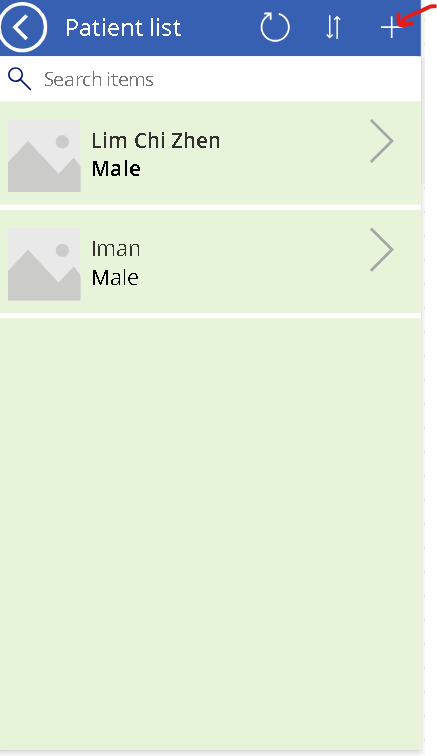 Patient list
Search items
Lim Chi Zhen
Male
Iman
Male